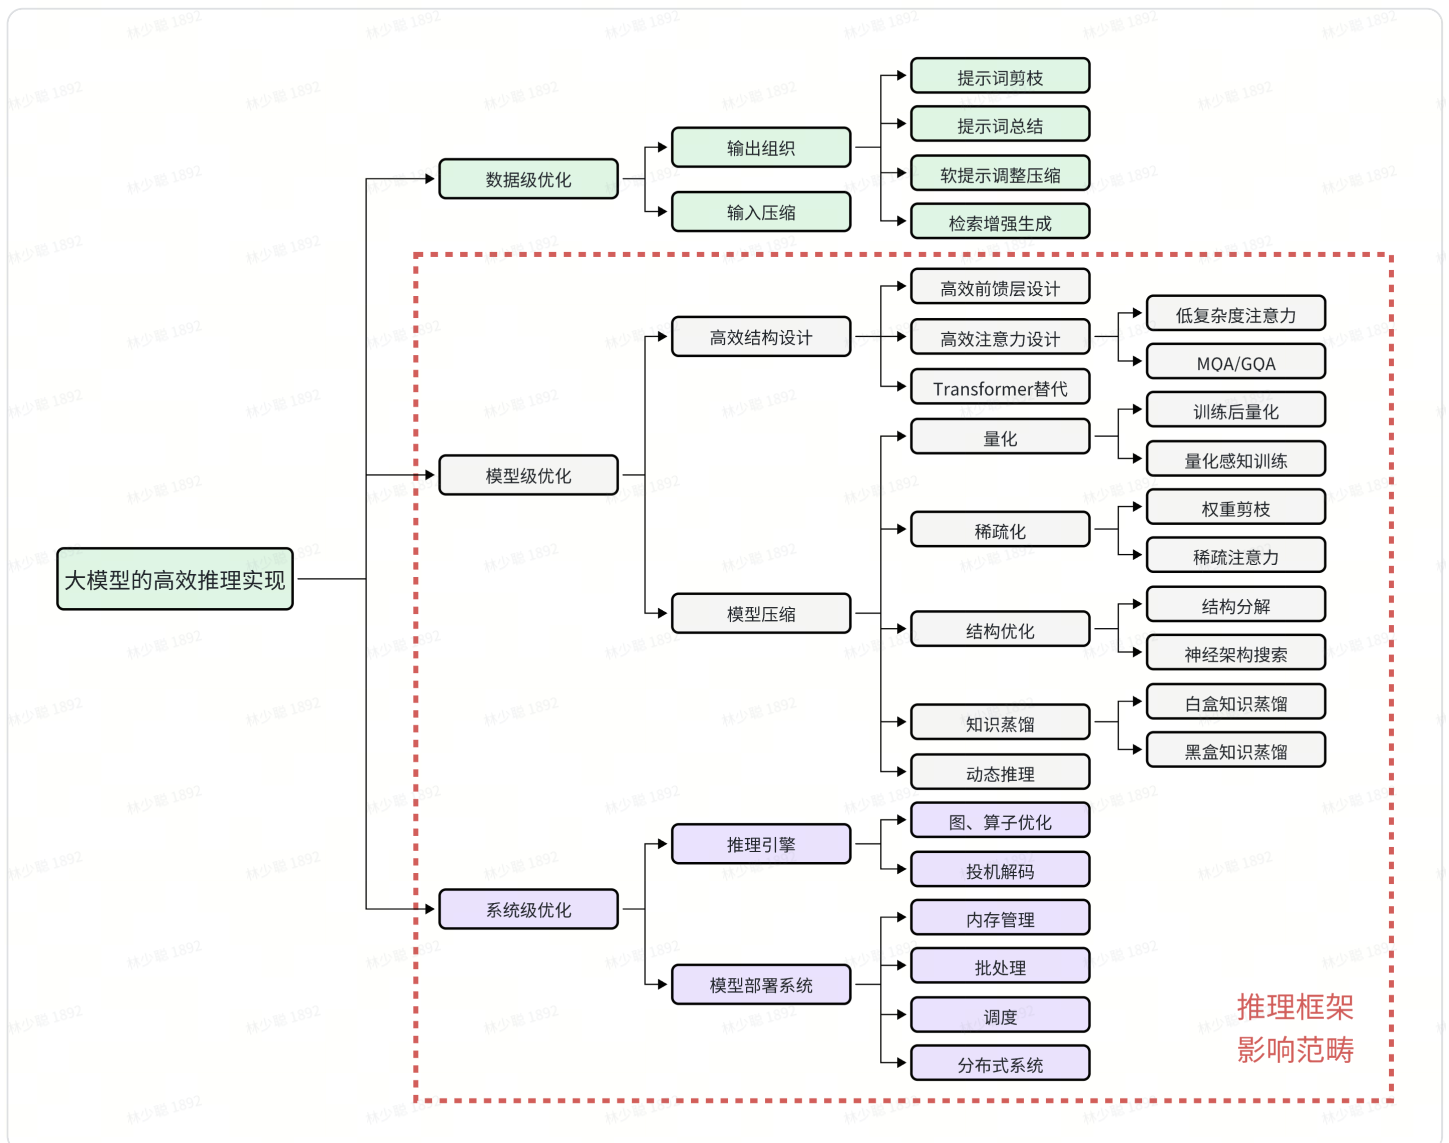 提示词剪枝
提示词总结
输出组织
数据级优化
软提示调整压缩
输入压缩
检索增强生成
高效前馈层设计
低复杂度注意力
高效结构设计
高效注意力设计
MQA/GQA
Transformer替代
训练后量化
量化
量化感知训练
模型级优化
权重剪枝
稀疏化
稀疏注意力
大模型的高效推理实现
结构分解
模型压缩
结构优化
神经架构搜索
白盒知识蒸馏
知识蒸馏
黑盒知识蒸馏
动态推理
图、算子优化
推理引擎
投机解码
系统级优化
内存管理
批处理
模型部署系统
调度
分布式系统
推理框架
影响范畴
林少聪 1892